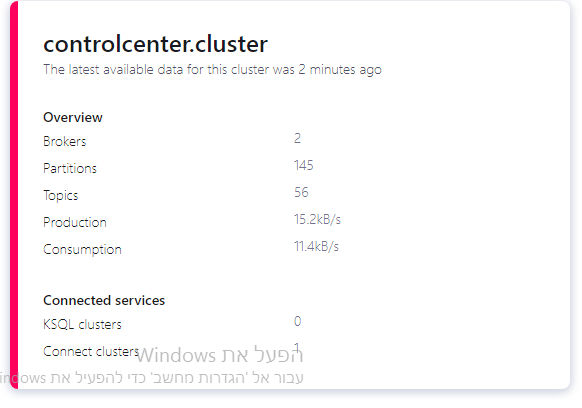 controlcenter.cluster
The latest available data for this cluster was 2 minutes ago
Overview
Brokers 2
Partitions 145
Topics 56
Production 15.2kB/s
Consumption 11.4kB/s
Connected services
KSQL clusters 0
Connect clusters 1
הפעל את Windows
עבור אל 'הגדרות מחשב' כדי להפעיל את